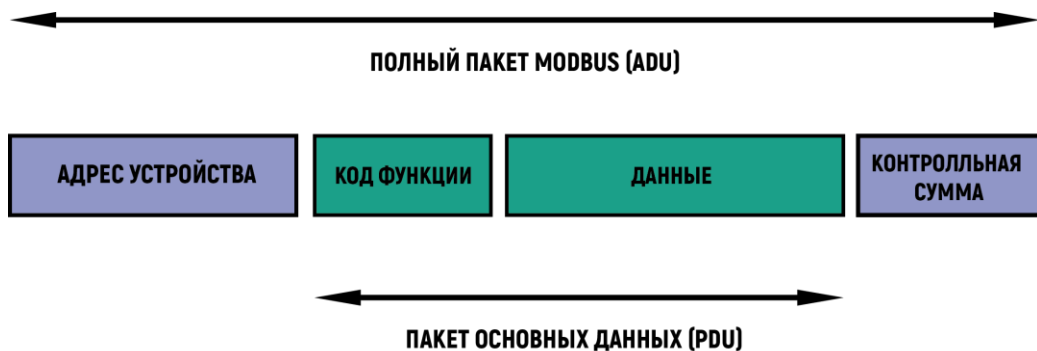 ПОЛНЫЙ ПАКЕТ MODBUS (ADU)
АДРЕС УСТРОЙСТВА
КОД ФУНКЦИИ
ДАННЫЕ
КОНТРОЛЛЬНАЯ
СУММА
ПАКЕТ ОСНОВНЫХ ДАННЫХ (PDU)